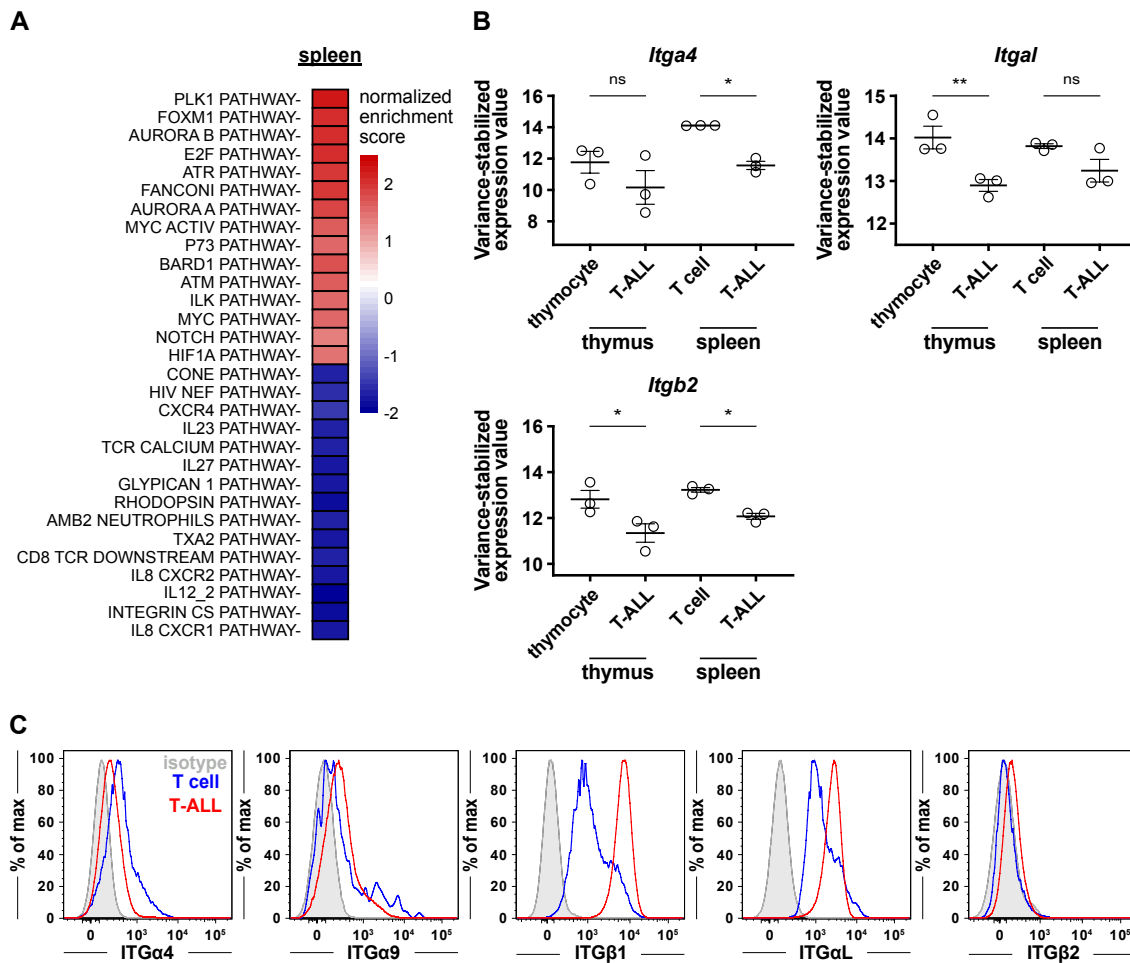 A
spleen
PLK1 PATHWAY-
FOXM1 PATHWAY-
AURORA B PATHWAY-
E2F PATHWAY-
ATR PATHWAY-
FANCONI PATHWAY-
AURORA A PATHWAY-
MYC ACTIV PATHWAY-
P73 PATHWAY-
BARD1 PATHWAY-
ATM PATHWAY-
ILK PATHWAY-
MYC PATHWAY-
NOTCH PATHWAY-
HIF1A PATHWAY-
CONE PATHWAY-
HIV NEF PATHWAY-
CXCR4 PATHWAY-
IL23 PATHWAY-
TCR CALCIUM PATHWAY-
IL27 PATHWAY-
GLYPICAN 1 PATHWAY-
RHODOPSIN PATHWAY-
AMB2 NEUTROPHILS PATHWAY-
TXA2 PATHWAY-
CD8 TCR DOWNSTREAM PATHWAY-
IL8 CXCR2 PATHWAY-
IL12_2 PATHWAY-
INTEGRIN CS PATHWAY-
IL8 CXCR1 PATHWAY-
normalized
enrichment
score
2
1
0
-1
-2
B
Itga4
ns
*
Variance-stabilized
expression value
16
14
12
10
8
thymocyte
T-ALL
T cell
T-ALL
thymus
spleen
Itgal
**
ns
Variance-stabilized
expression value
15
14
13
12
thymocyte
T-ALL
T cell
T-ALL
thymus
spleen
Itgb2
*
*
Variance-stabilized
expression value
16
14
12
10
thymocyte
T-ALL
T cell
T-ALL
thymus
spleen
C
% of max
100
80
60
40
20
0
isotype
T cell
T-ALL
0 10³ 10⁴ 10⁵
ITGα4
% of max
100
80
60
40
20
0
0 10³ 10⁴ 10⁵
ITGα9
% of max
100
80
60
40
20
0
0 10³ 10⁴ 10⁵
ITGβ1
% of max
100
80
60
40
20
0
0 10³ 10⁴ 10⁵
ITGαL
% of max
100
80
60
40
20
0
0 10³ 10⁴ 10⁵
ITGβ2